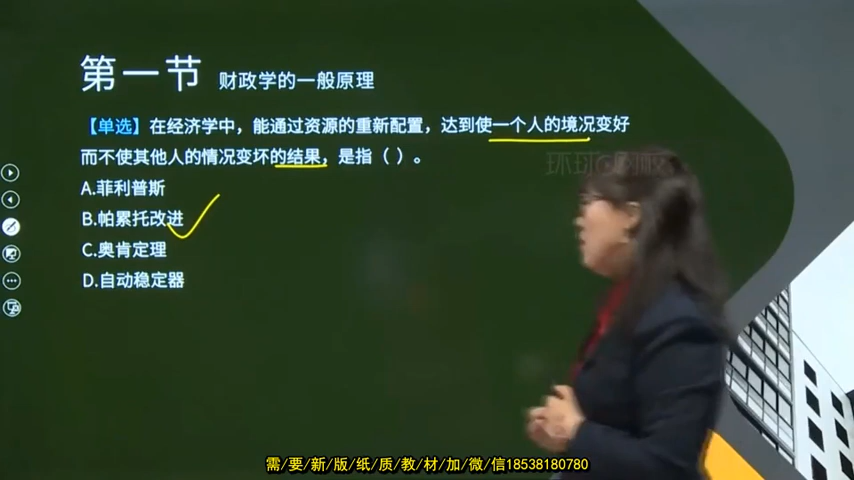 第一节 财政学的一般原理
【单选】在经济学中，能通过资源的重新配置，达到使一个人的境况变好
而不使其他人的情况变坏的结果，是指（ ）。
A.菲利普斯
B.帕累托改进
C.奥肯定理
D.自动稳定器
需/要/新/版/纸/质/教/材/加/微/信18538180780